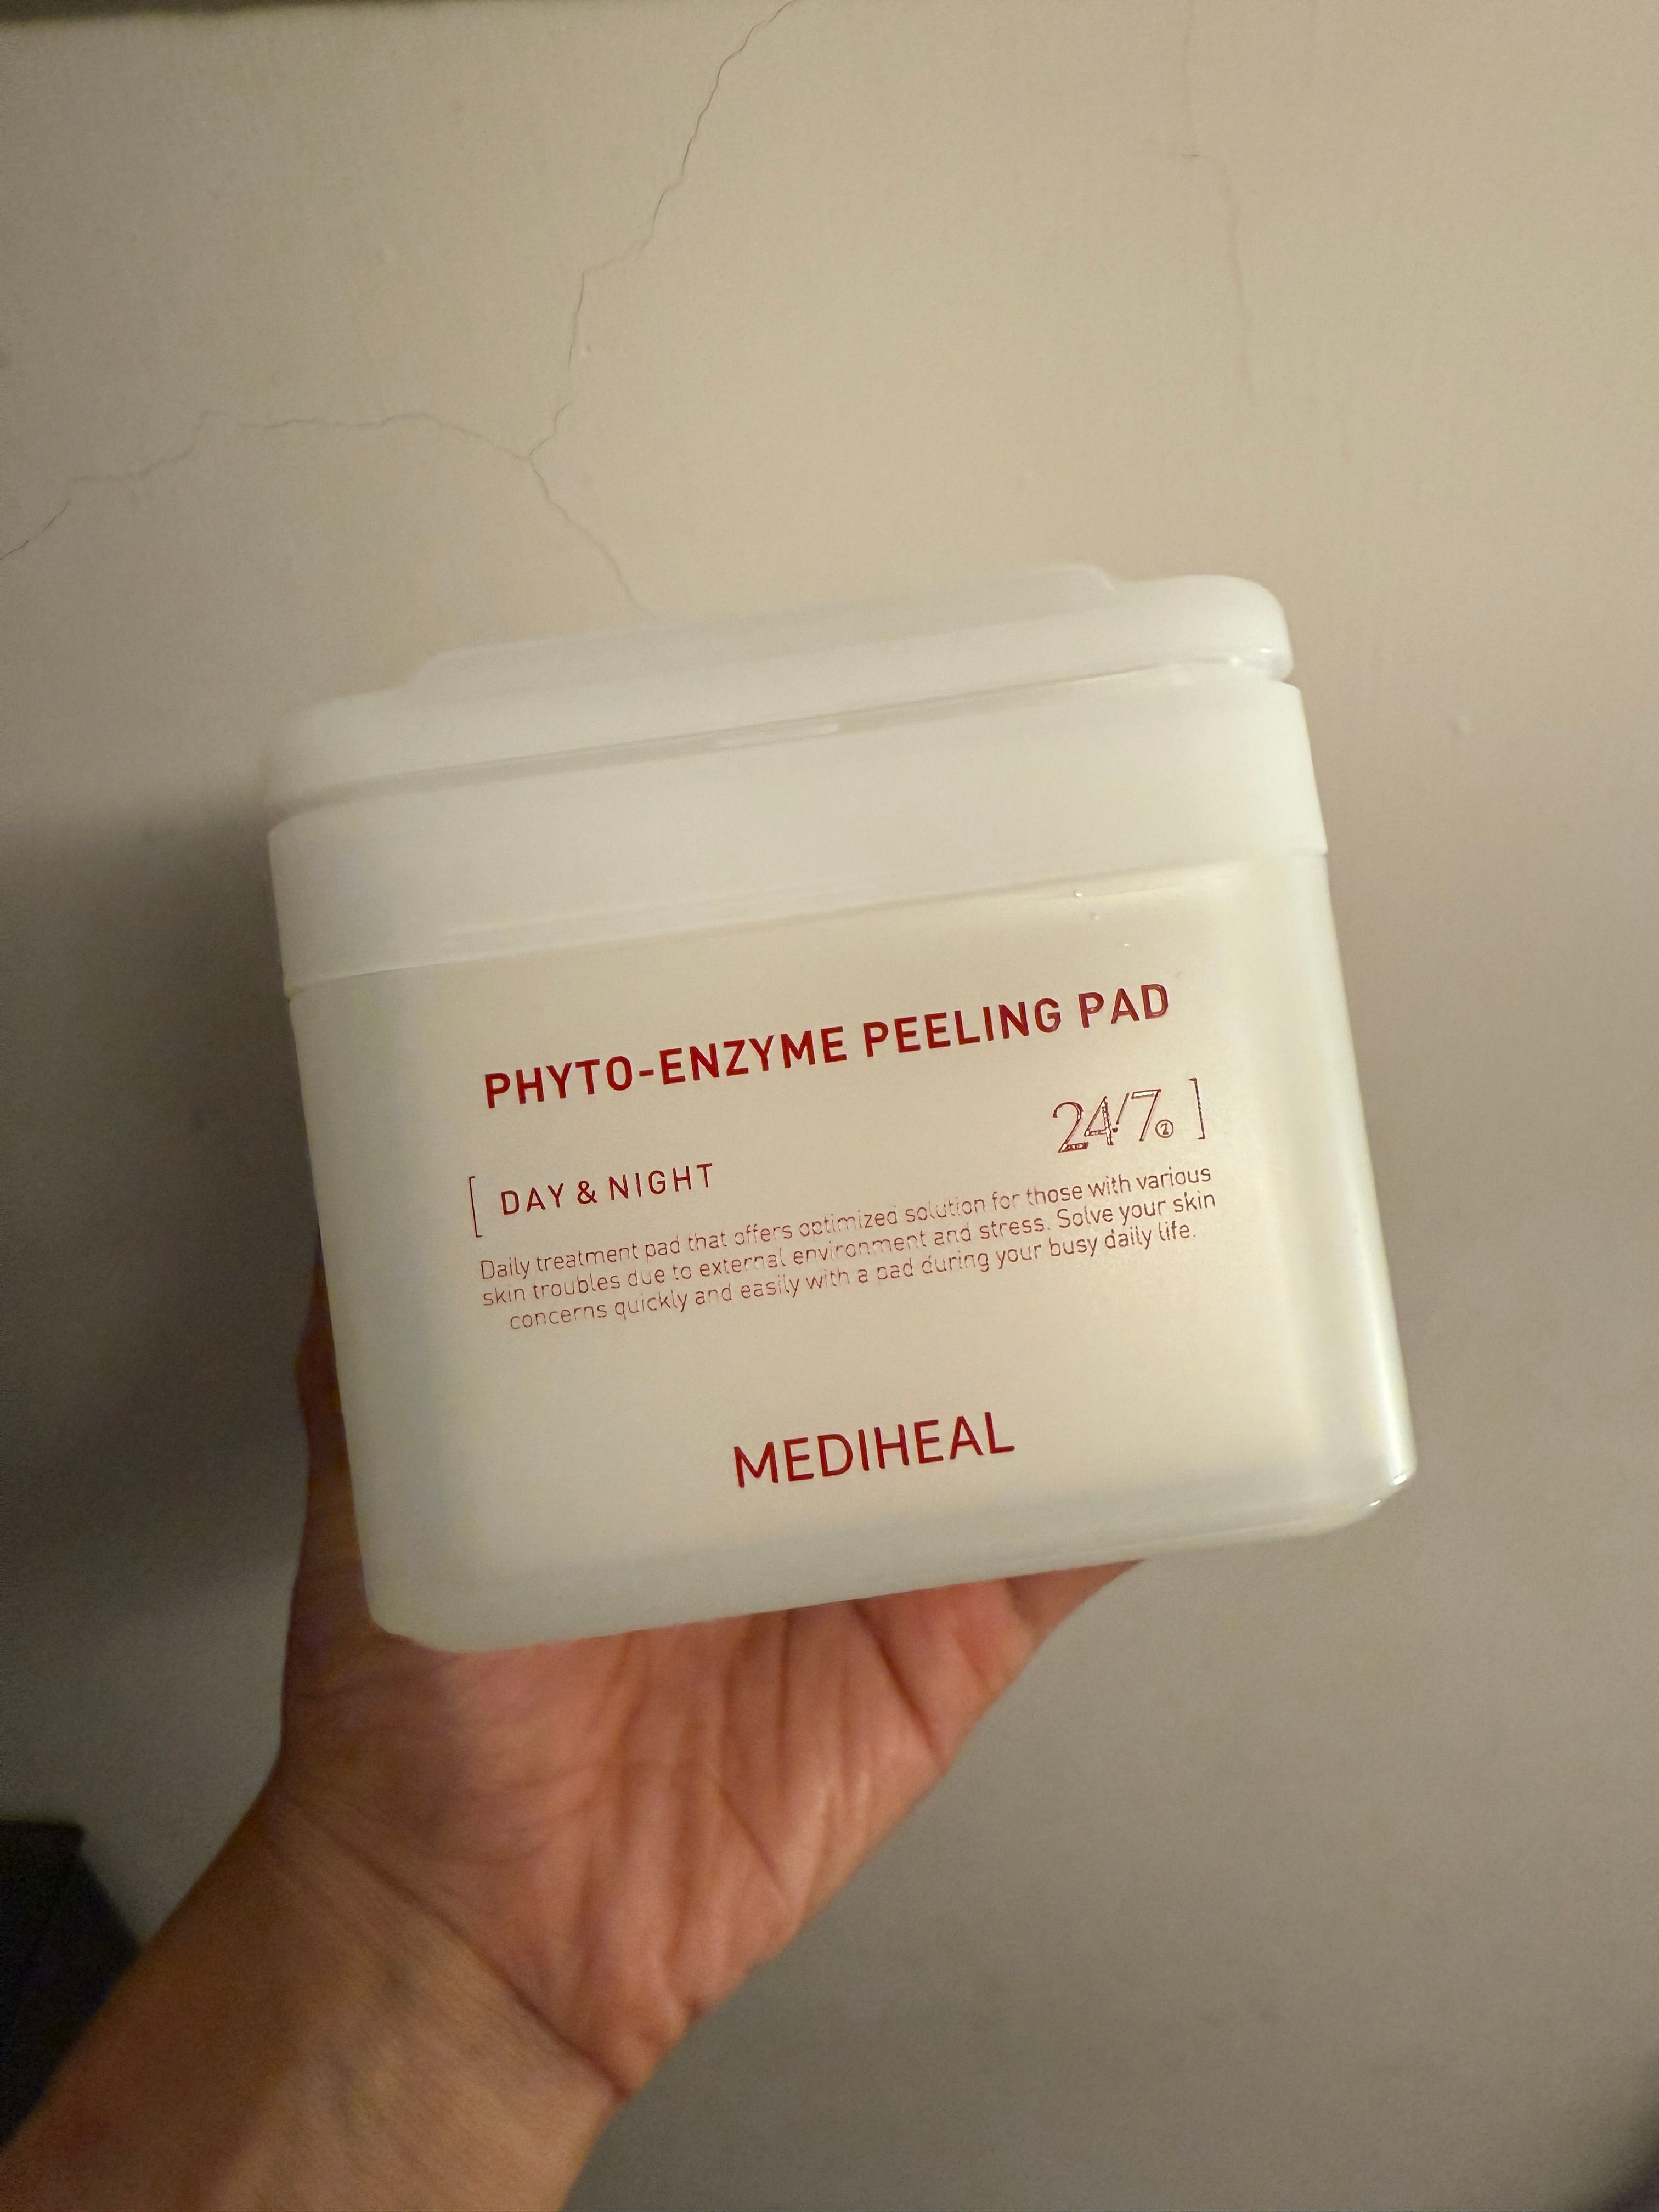 PHYTO-ENZYME PEELING PAD
[ DAY & NIGHT 24/7 ]
Daily treatment pad that offers optimized solution for those with various
skin troubles due to external environment and stress. Solve your skin
concerns quickly and easily with a pad during your busy daily life.
MEDIHEAL